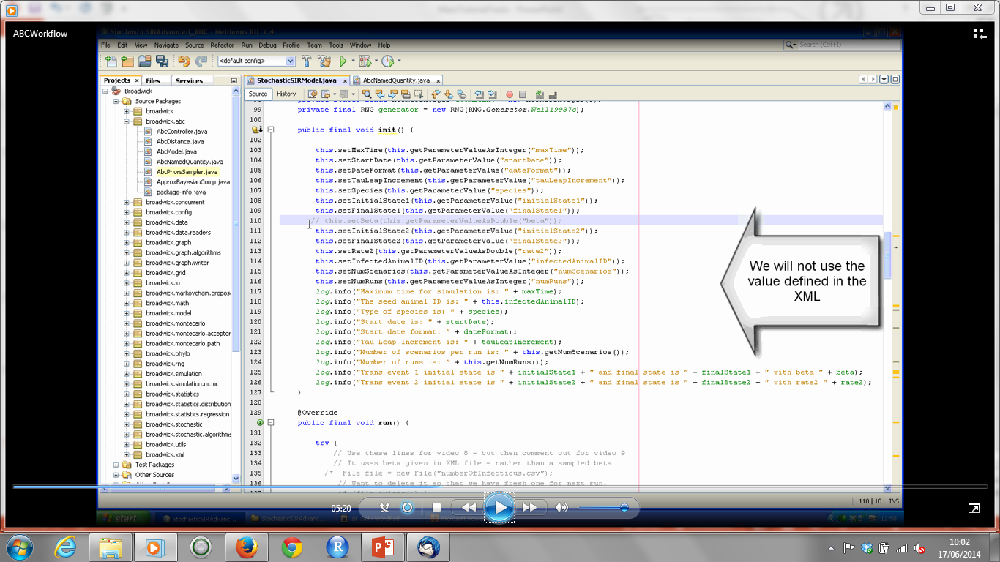 ABCWorkflow
StochasticSIRAdvanced_ABC - NetBeans IDE 7.4
File Edit View Navigate Source Refactor Run Debug Profile Team Tools Window Help
Search (Ctrl+I)
<default config>
Projects × Files Services
StochasticSIRModel.java × AbcNamedQuantity.java ×
Source History
Broadwick
Source Packages
broadwick
broadwick.abc
AbcController.java
AbcDistance.java
AbcModel.java
AbcNamedQuantity.java
AbcPriorsSampler.java
ApproxBayesianComp.java
package-info.java
broadwick.concurrent
broadwick.config
broadwick.data
broadwick.data.readers
broadwick.graph
broadwick.graph.algorithms
broadwick.graph.writer
broadwick.grid
broadwick.io
broadwick.markovchain.propos
broadwick.math
broadwick.model
broadwick.montecarlo
broadwick.montecarlo.acceptor
broadwick.montecarlo.path
broadwick.phylo
broadwick.rng
broadwick.simulation
broadwick.simulation.mcmc
broadwick.statistics
broadwick.statistics.distribution
broadwick.statistics.regression
broadwick.stochastic
broadwick.stochastic.algorithms
broadwick.utils
broadwick.xml
Test Packages
Other Sources
99 private final RNG generator = new RNG(RNG.Generator.Well19937c);
100
public final void init() {
102
103 this.setMaxTime(this.getParameterValueAsInteger("maxTime"));
104 this.setStartDate(this.getParameterValue("startDate"));
105 this.setDateFormat(this.getParameterValue("dateFormat"));
106 this.setTauLeapIncrement(this.getParameterValue("tauLeapIncrement"));
107 this.setSpecies(this.getParameterValue("species"));
108 this.setInitialState1(this.getParameterValue("initialState1"));
109 this.setFinalState1(this.getParameterValue("finalState1"));
110 // this.setBeta(this.getParameterValueAsDouble("beta"));
111 this.setInitialState2(this.getParameterValue("initialState2"));
112 this.setFinalState2(this.getParameterValue("finalState2"));
113 this.setRate2(this.getParameterValueAsDouble("rate2"));
114 this.setInfectedAnimalID(this.getParameterValue("infectedAnimalID"));
115 this.setNumScenarios(this.getParameterValueAsInteger("numScenarios"));
116 this.setNumRuns(this.getParameterValueAsInteger("numRuns"));
117 log.info("Maximum time for simulation is: " + maxTime);
118 log.info("The seed animal ID is: " + this.infectedAnimalID);
119 log.info("Type of species is: " + species);
120 log.info("Start date is: " + startDate);
121 log.info("Start date format: " + dateFormat);
122 log.info("Tau Leap Increment is: " + tauLeapIncrement);
123 log.info("Number of scenarios per run is: " + this.getNumScenarios());
124 log.info("Number of runs is: " + this.getNumRuns());
125 log.info("Trans event 1 initial state is " + initialState1 + " and final state is " + finalState1 + " with beta " + beta);
126 log.info("Trans event 2 initial state is " + initialState2 + " and final state is " + finalState2 + " with rate2 " + rate2);
127 }
128
129 @Override
public final void run() {
131
132 try {
133 // Use these lines for video 8 - but then comment out for video 9
134 // It uses beta given in XML file - rather than a sampled beta
135 /* File file = new File("numberOfInfectious.csv");
136 // Want to delete it so that we have fresh one for next run.
We will not use the
value defined in the
XML
110 | 10 INS
05:20
start StochasticSIRAdvanc... StochasticSIRAdvanc... 12:58
10:02
17/06/2014